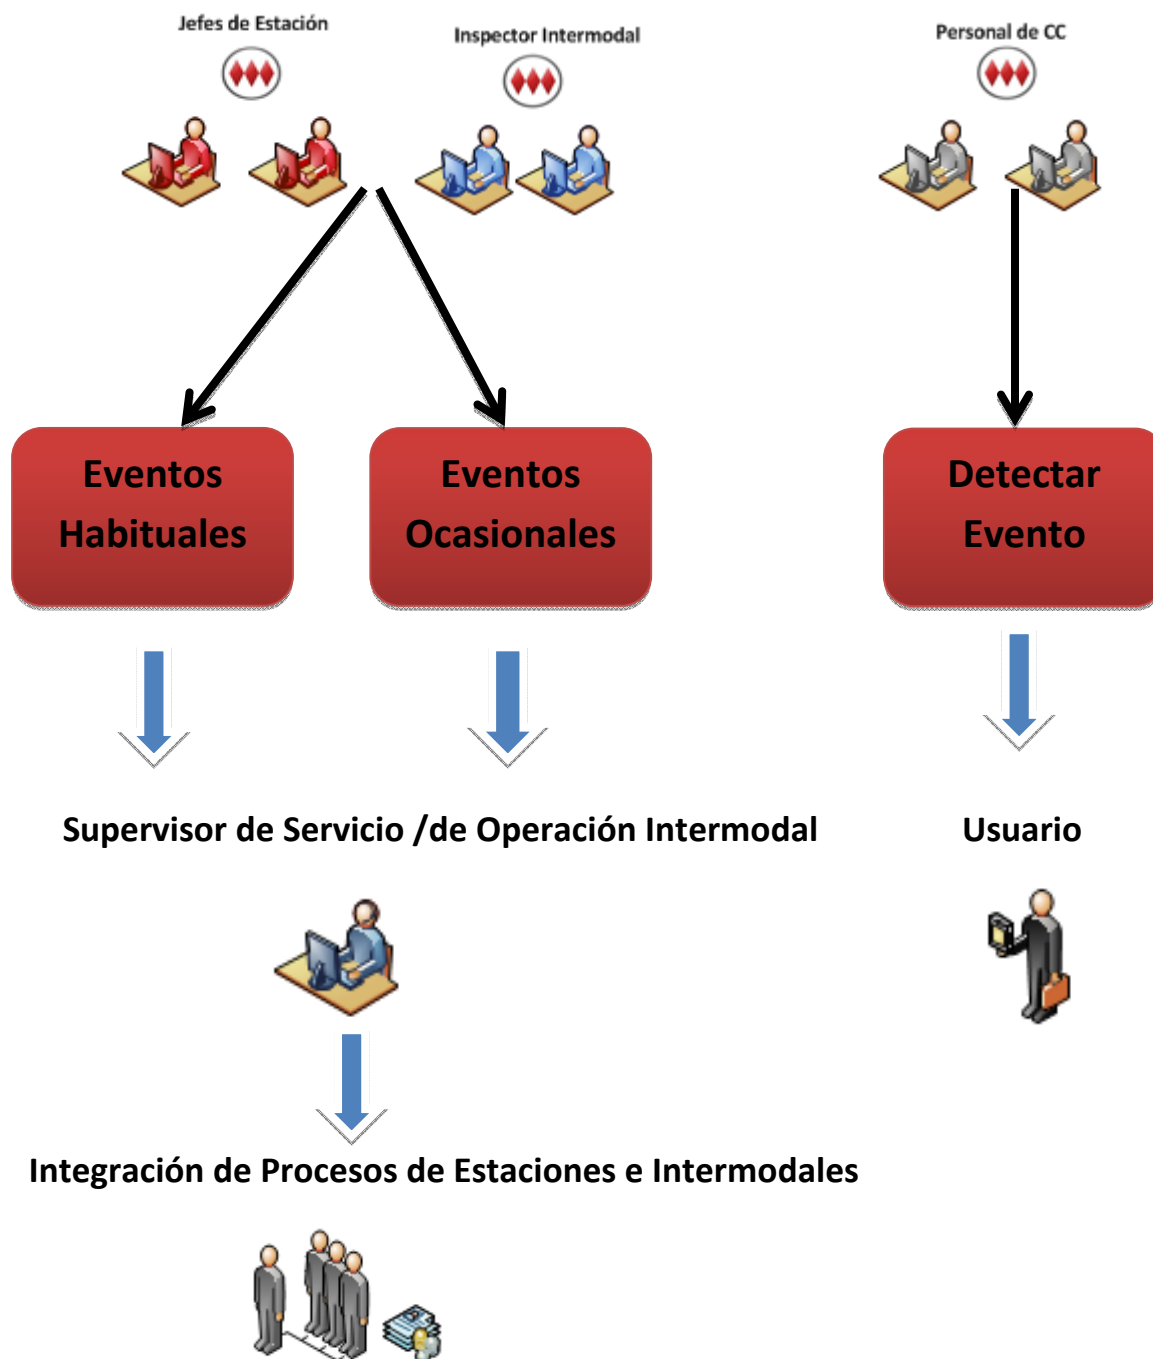 Jefes de Estación
Inspector Intermodal
Personal de CC
Eventos
Habituales
Eventos
Ocasionales
Detectar
Evento
Supervisor de Servicio /de Operación Intermodal
Usuario
Integración de Procesos de Estaciones e Intermodales